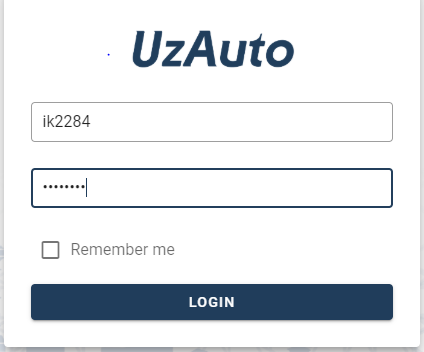 UzAuto
ik2284
••••••••
Remember me
LOGIN